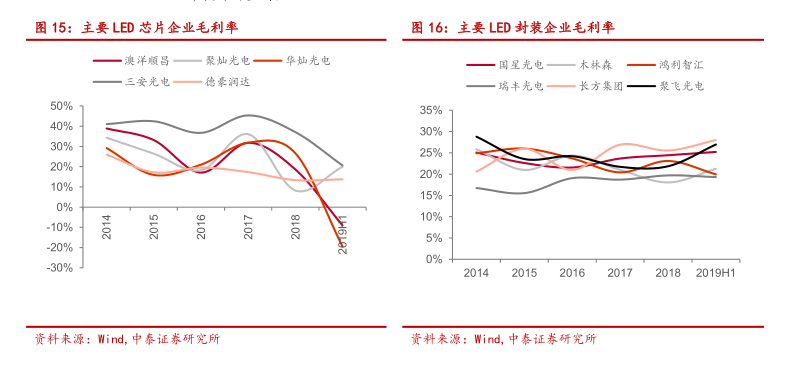 图 15：主要 LED 芯片企业毛利率
澳洋顺昌 聚灿光电 华灿光电
三安光电 德豪润达
50%
40%
30%
20%
10%
0%
-10%
-20%
-30%
2014 2015 2016 2017 2018 2019H1
资料来源：Wind,中泰证券研究所
图 16：主要 LED 封装企业毛利率
国星光电 木林森 鸿利智汇
瑞丰光电 长方集团 聚飞光电
35%
30%
25%
20%
15%
10%
5%
0%
2014 2015 2016 2017 2018 2019H1
资料来源：Wind,中泰证券研究所